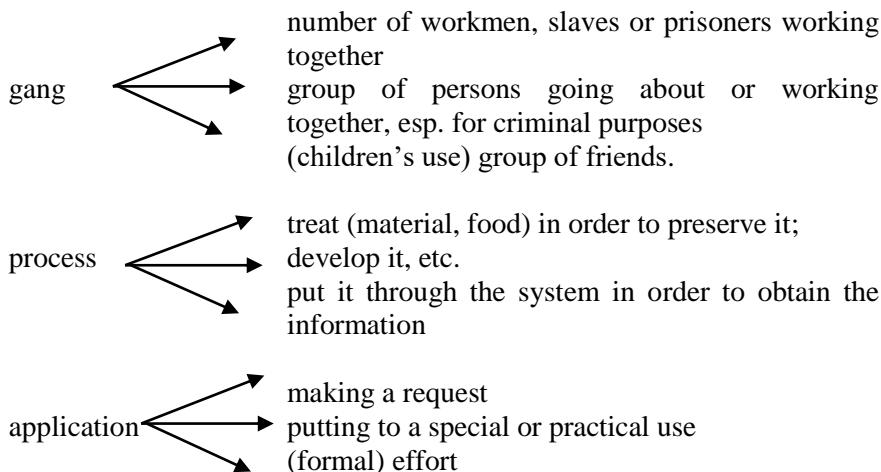 number of workmen, slaves or prisoners working
together
gang
group of persons going about or working
together, esp. for criminal purposes
(children’s use) group of friends.
treat (material, food) in order to preserve it;
process
develop it, etc.
put it through the system in order to obtain the
information
making a request
application
putting to a special or practical use
(formal) effort